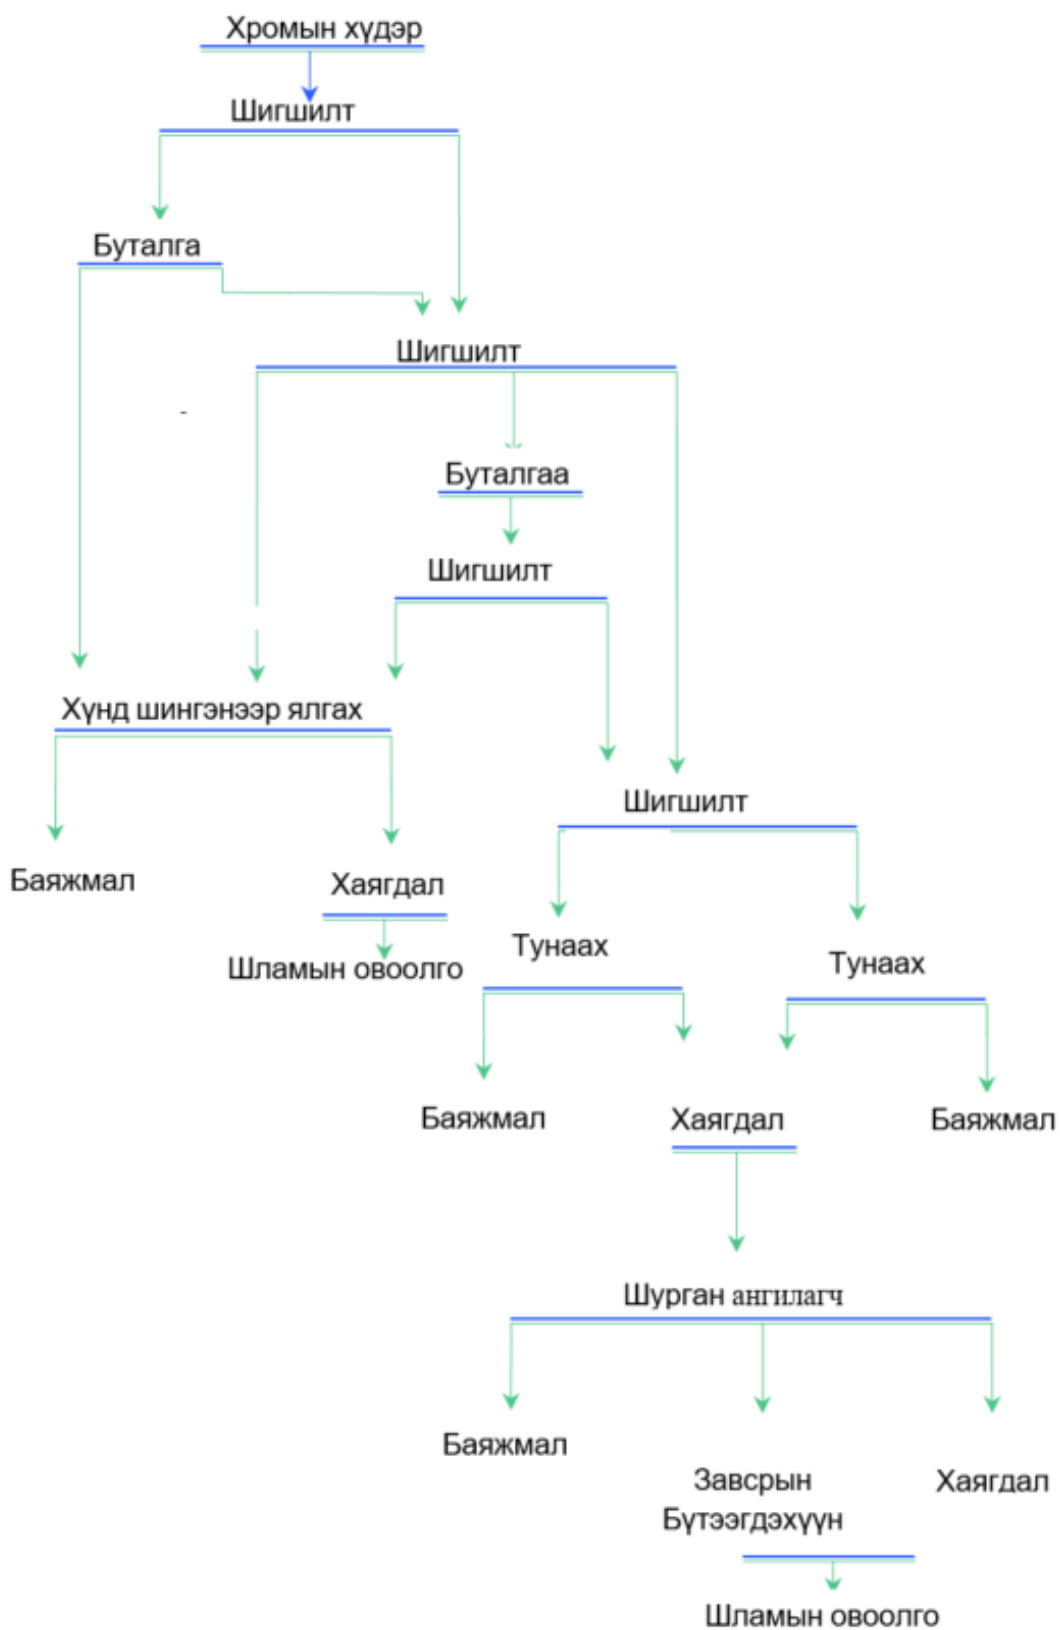 Хромын хүдэр
Шигшилт
Буталга
Шигшилт
-
Буталгаа
Шигшилт
Хүнд шингэнээр ялгах
Шигшилт
Баяжмал
Хаягдал
Тунаах
Тунаах
Шламын овоолго
Баяжмал
Хаягдал
Баяжмал
Шурган ангилагч
Баяжмал
Завсрын
Бүтээгдэхүүн
Хаягдал
Шламын овоолго